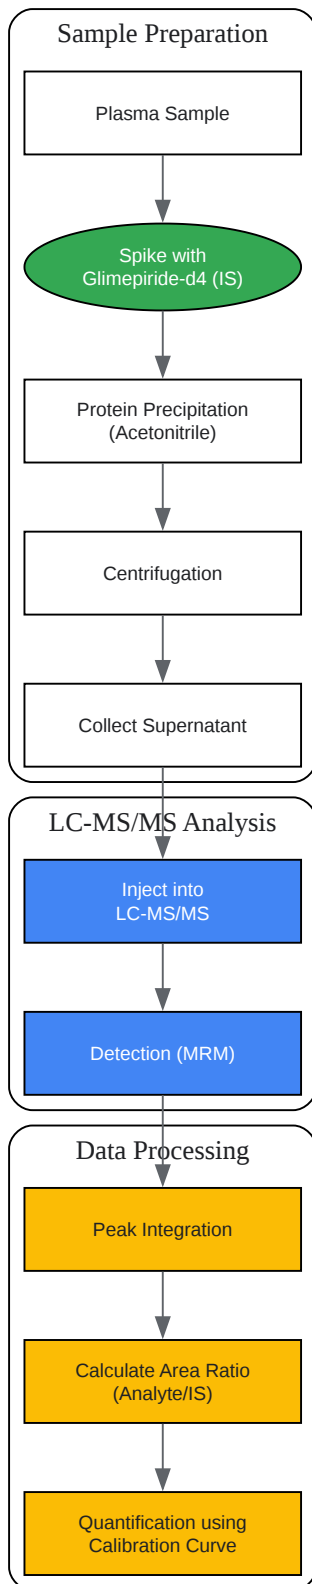 Sample Preparation
Plasma Sample
Spike with
Glimepiride-d4 (IS)
Protein Precipitation
(Acetonitrile)
Centrifugation
Collect Supernatant
LC-MS/MS Analysis
Inject into
LC-MS/MS
Detection (MRM)
Data Processing
Peak Integration
Calculate Area Ratio
(Analyte/IS)
Quantification using
Calibration Curve